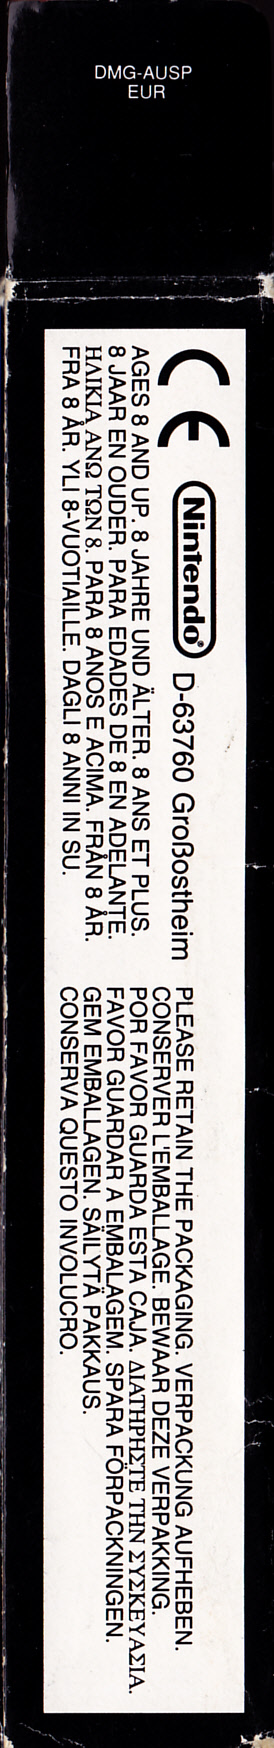 DMG-AUSP
EUR
CE Nintendo® D-63760 Großostheim
AGES 8 AND UP. 8 JAHRE UND ÄLTER. 8 ANS ET PLUS.
8 JAAR EN OUDER. PARA EDADES DE 8 EN ADELANTE.
ΗΛΙΚΙΑ ΑΝΩ ΤΩΝ 8. PARA 8 ANOS E ACIMA. FRÅN 8 ÅR.
FRA 8 ÅR. YLI 8-VUOTIAILLE. DAGLI 8 ANNI IN SU.
PLEASE RETAIN THE PACKAGING. VERPACKUNG AUFHEBEN.
CONSERVER L'EMBALLAGE. BEWAAR DEZE VERPAKKING.
POR FAVOR GUARDA ESTA CAJA. ΔΙΑΤΗΡΗΣΤΕ ΤΗΝ ΣΥΣΚΕΥΑΣΙΑ.
FAVOR GUARDAR A EMBALAGEM. SPARA FÖRPACKNINGEN.
GEM EMBALLAGEN. SÄILYTÄ PAKKAUS.
CONSERVA QUESTO INVOLUCRO.